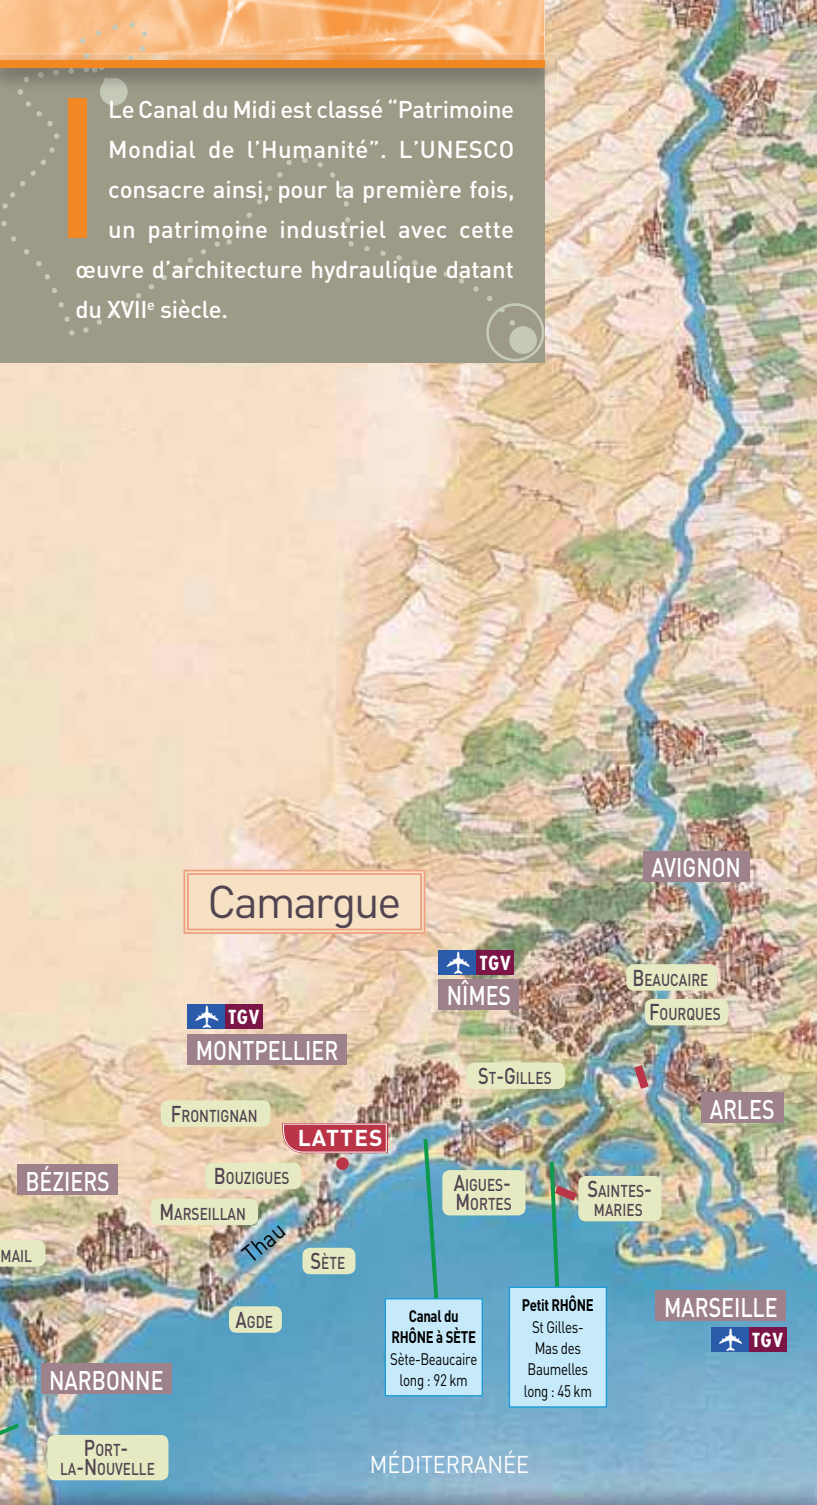 Le Canal du Midi est classé “Patrimoine
Mondial de l’Humanité”. L’UNESCO
consacre ainsi, pour la première fois,
un patrimoine industriel avec cette
œuvre d’architecture hydraulique datant
du XVIIe siècle.
AVIGNON
Camargue
TGV
NÎMES
BEAUCAIRE
FOURQUES
TGV
MONTPELLIER
ST-GILLES
ARLES
FRONTIGNAN
LATTES
BÉZIERS
BOUZIGUES
AIGUES-
MORTES
SAINTES-
MARIES
MARSEILLAN
Thau
MAIL
SÈTE
AGDE
Canal du
RHÔNE à SÈTE
Sète-Beaucaire
long : 92 km
Petit RHÔNE
St Gilles-
Mas des
Baumelles
long : 45 km
MARSEILLE
TGV
NARBONNE
PORT-
LA-NOUVELLE
MÉDITERRANÉE